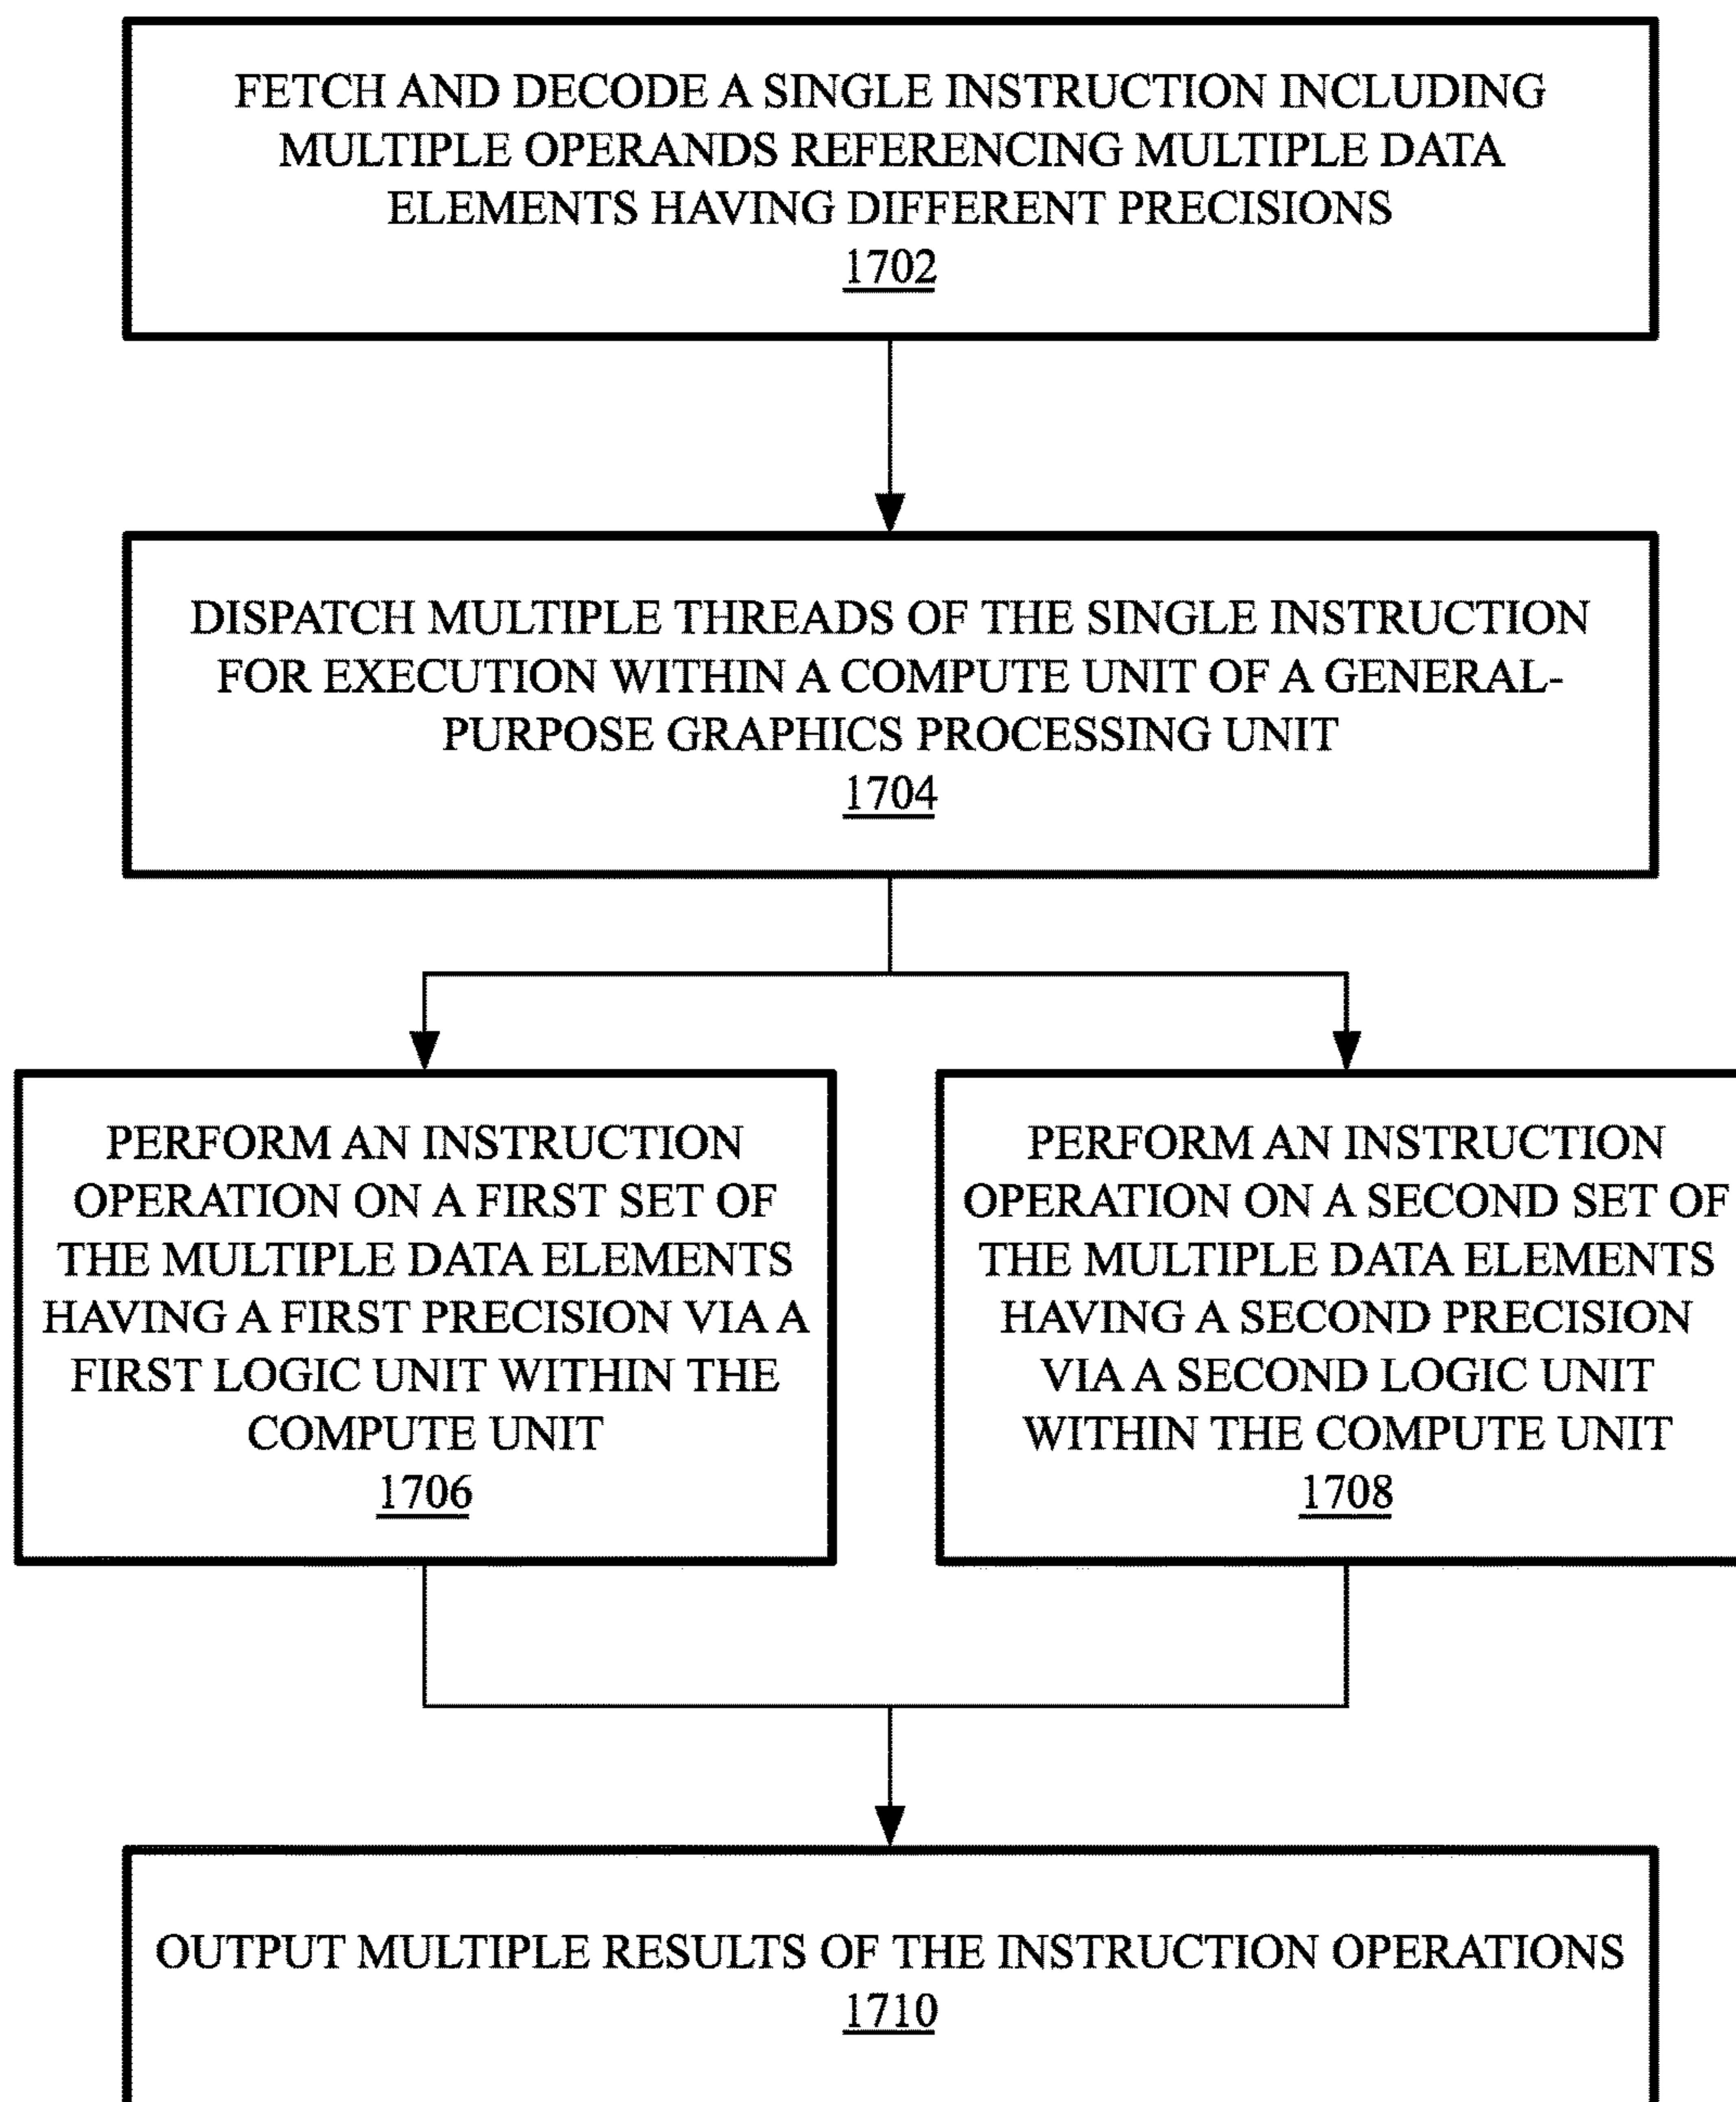 FETCH AND DECODE A SINGLE INSTRUCTION INCLUDING
MULTIPLE OPERANDS REFERENCING MULTIPLE DATA
ELEMENTS HAVING DIFFERENT PRECISIONS
1702
DISPATCH MULTIPLE THREADS OF THE SINGLE INSTRUCTION
FOR EXECUTION WITHIN A COMPUTE UNIT OF A GENERAL-
PURPOSE GRAPHICS PROCESSING UNIT
1704
PERFORM AN INSTRUCTION
OPERATION ON A FIRST SET OF
THE MULTIPLE DATA ELEMENTS
HAVING A FIRST PRECISION VIA A
FIRST LOGIC UNIT WITHIN THE
COMPUTE UNIT
1706
PERFORM AN INSTRUCTION
OPERATION ON A SECOND SET OF
THE MULTIPLE DATA ELEMENTS
HAVING A SECOND PRECISION
VIA A SECOND LOGIC UNIT
WITHIN THE COMPUTE UNIT
1708
OUTPUT MULTIPLE RESULTS OF THE INSTRUCTION OPERATIONS
1710